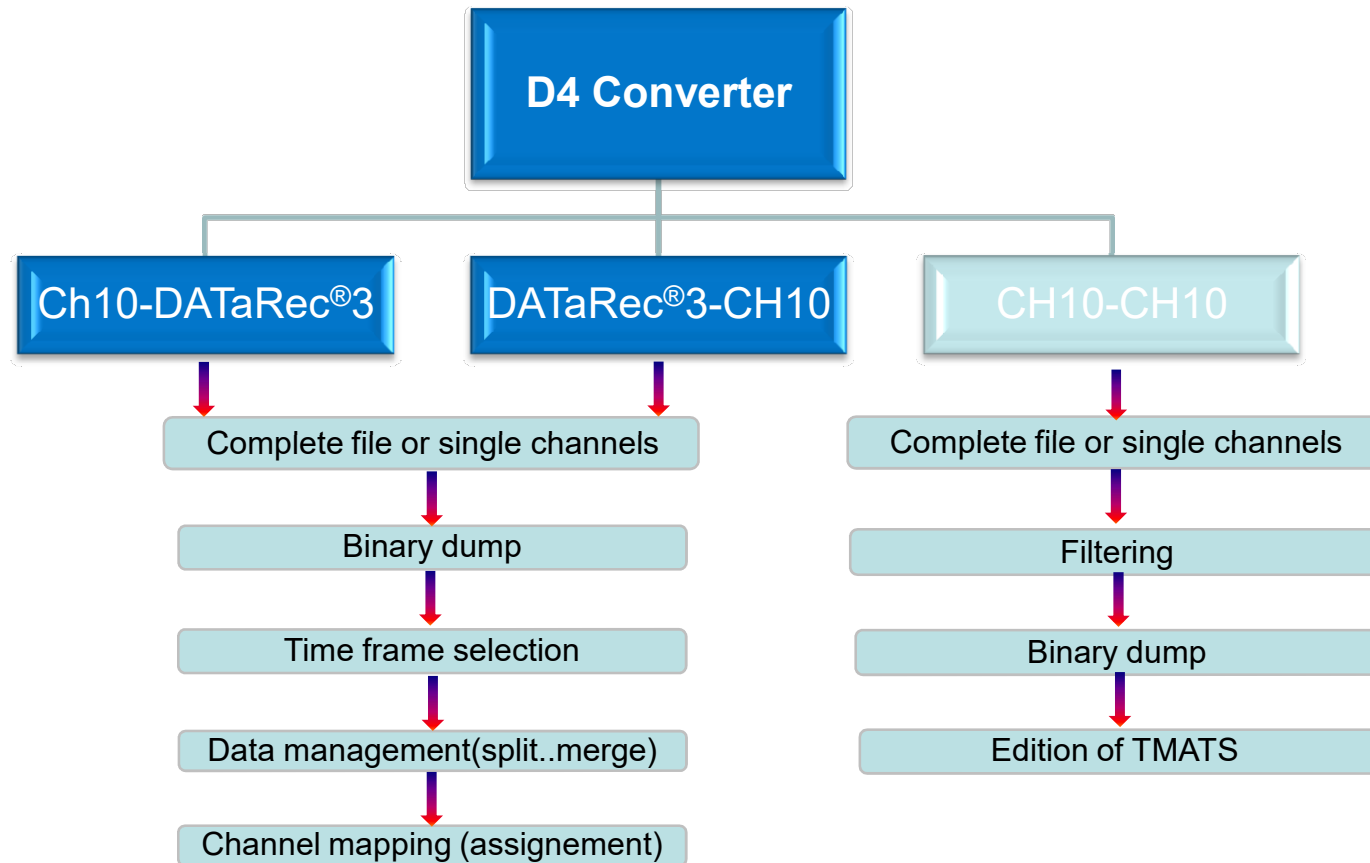 D4 Converter
Ch10-DATaRec®3
DATaRec®3-CH10
CH10-CH10
Complete file or single channels
Complete file or single channels
Binary dump
Filtering
Time frame selection
Binary dump
Data management(split..merge)
Edition of TMATS
Channel mapping (assignement)